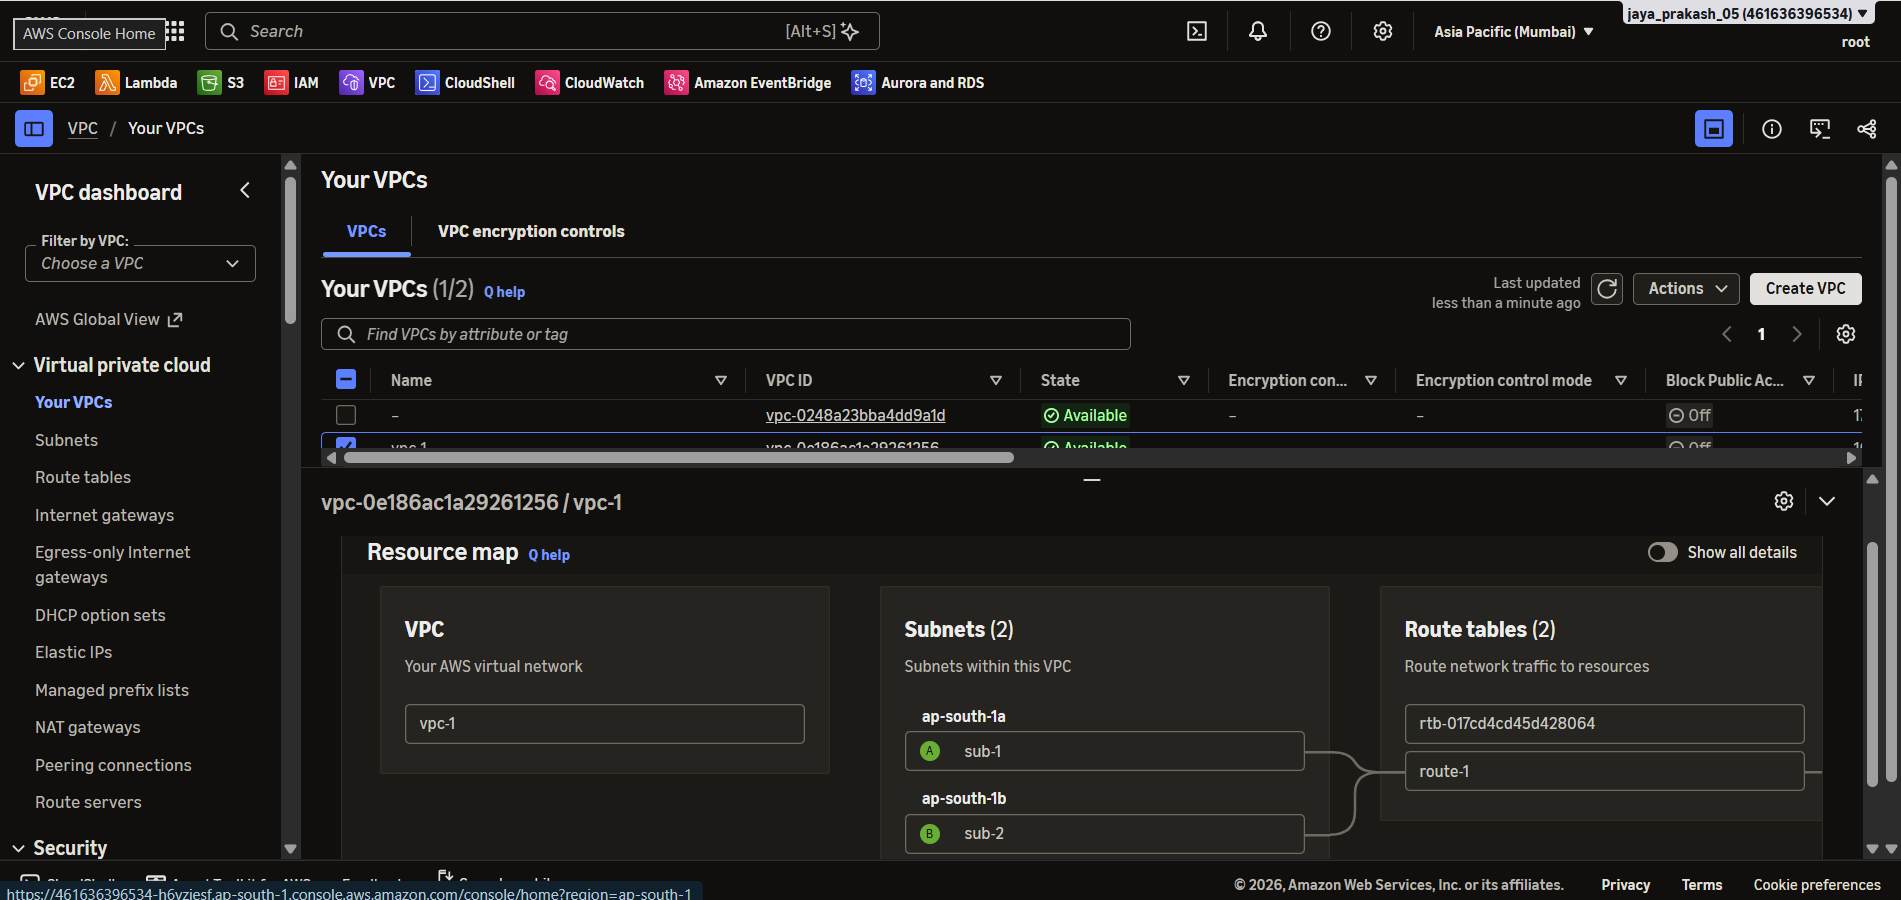 AWS Console Home
Search
[Alt+S]
Asia Pacific (Mumbai)
jaya_prakash_05 (461636396534)
root
EC2
Lambda
S3
IAM
VPC
CloudShell
CloudWatch
Amazon EventBridge
Aurora and RDS
VPC / Your VPCs
VPC dashboard
Filter by VPC:
Choose a VPC
AWS Global View
Virtual private cloud
Your VPCs
Subnets
Route tables
Internet gateways
Egress-only Internet
gateways
DHCP option sets
Elastic IPs
Managed prefix lists
NAT gateways
Peering connections
Route servers
Security
Your VPCs
VPCs
VPC encryption controls
Your VPCs (1/2) Q help
Last updated
less than a minute ago
Actions
Create VPC
Find VPCs by attribute or tag
1
Name
VPC ID
State
Encryption con...
Encryption control mode
Block Public Ac...
–
vpc-0248a23bba4dd9a1d
Available
–
–
Off
vpc-1
vpc-0e186ac1a29261256
Available
Off
vpc-0e186ac1a29261256 / vpc-1
Resource map Q help
Show all details
VPC
Your AWS virtual network
vpc-1
Subnets (2)
Subnets within this VPC
ap-south-1a
A sub-1
ap-south-1b
B sub-2
Route tables (2)
Route network traffic to resources
rtb-017cd4cd45d428064
route-1
https://461636396534-h6yzjesf.ap-south-1.console.aws.amazon.com/console/home?region=ap-south-1
© 2026, Amazon Web Services, Inc. or its affiliates.
Privacy
Terms
Cookie preferences